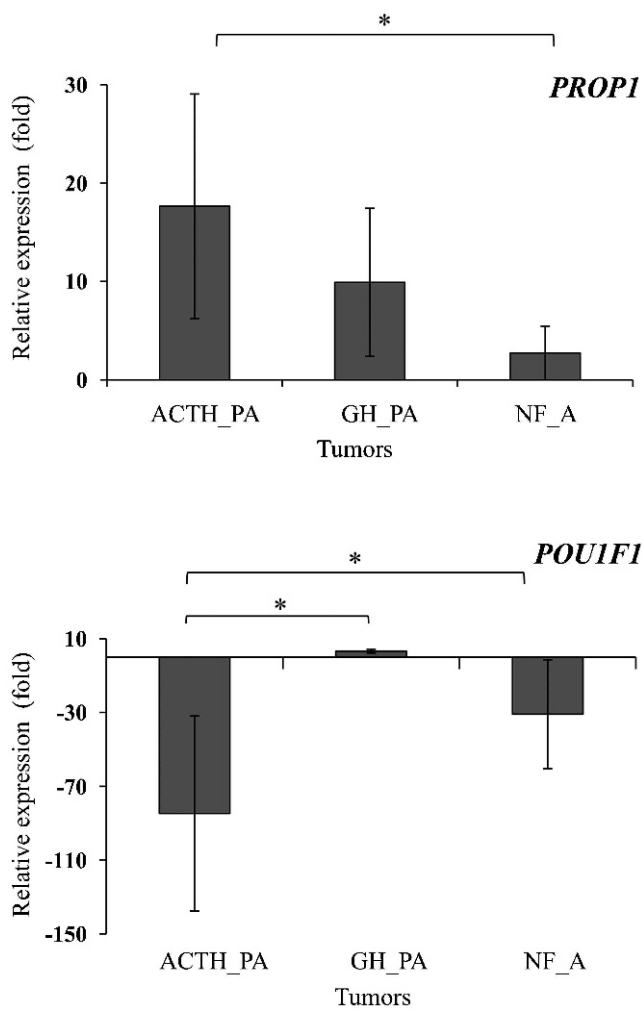 *
PROP1
Relative expression (fold)
30
20
10
0
ACTH_PA GH_PA NF_A
Tumors
*
POU1F1
*
Relative expression (fold)
10
-30
-70
-110
-150
ACTH_PA GH_PA NF_A
Tumors